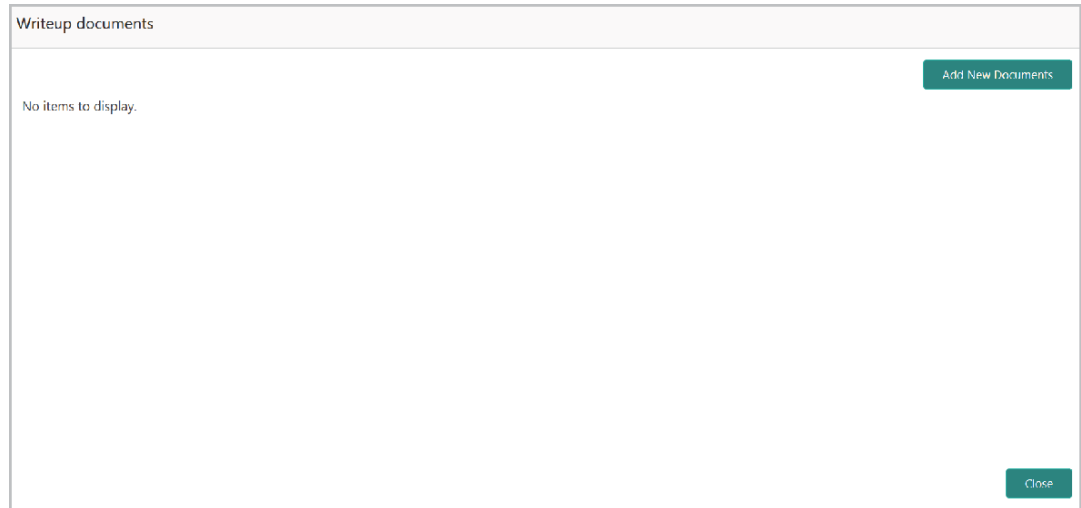 Writeup documents
Add New Documents
No items to display.
Close